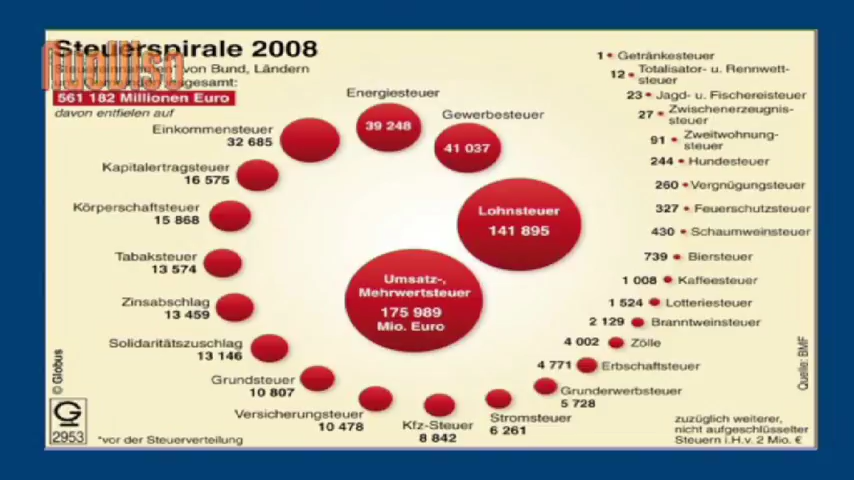 Steuerspirale 2008
NuoViso
Steuereinnahmen* von Bund, Ländern
insgesamt:
561 182 Millionen Euro
davon entfielen auf
Umsatz-,
Mehrwertsteuer
175 989
Mio. Euro
Lohnsteuer
141 895
Gewerbesteuer
41 037
Energiesteuer
39 248
Einkommensteuer
32 685
Kapitalertragsteuer
16 575
Körperschaftsteuer
15 868
Tabaksteuer
13 574
Zinsabschlag
13 459
Solidaritätszuschlag
13 146
Grundsteuer
10 807
Versicherungsteuer
10 478
Kfz-Steuer
8 842
Stromsteuer
6 261
Grunderwerbsteuer
5 728
4 771 Erbschaftsteuer
4 002 Zölle
2 129 Branntweinsteuer
1 524 Lotteriesteuer
1 008 Kaffeesteuer
739 Biersteuer
430 Schaumweinsteuer
327 Feuerschutzsteuer
260 Vergnügungsteuer
244 Hundesteuer
91 Zweitwohnung-
steuer
27 Zwischenerzeugnis-
steuer
23 Jagd- u. Fischereisteuer
12 Totalisator- u. Rennwett-
steuer
1 Getränkesteuer
© Globus
G
2953
*vor der Steuerverteilung
zuzüglich weiterer,
nicht aufgeschlüsselter
Steuern i.H.v. 2 Mio. €
Quelle: BMF